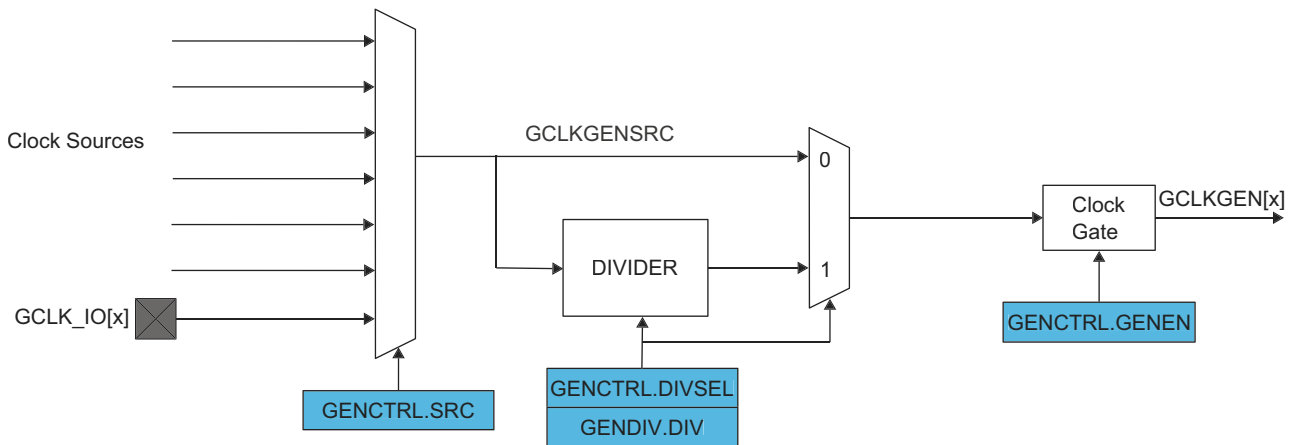 Clock Sources
GCLK_IO[x]
GENCTRL.SRC
GCLKGENSRC
DIVIDER
GENCTRL.DIVSEL
GENDIV.DIV
0
1
Clock
Gate
GCLKGEN[x]
GENCTRL.GENEN